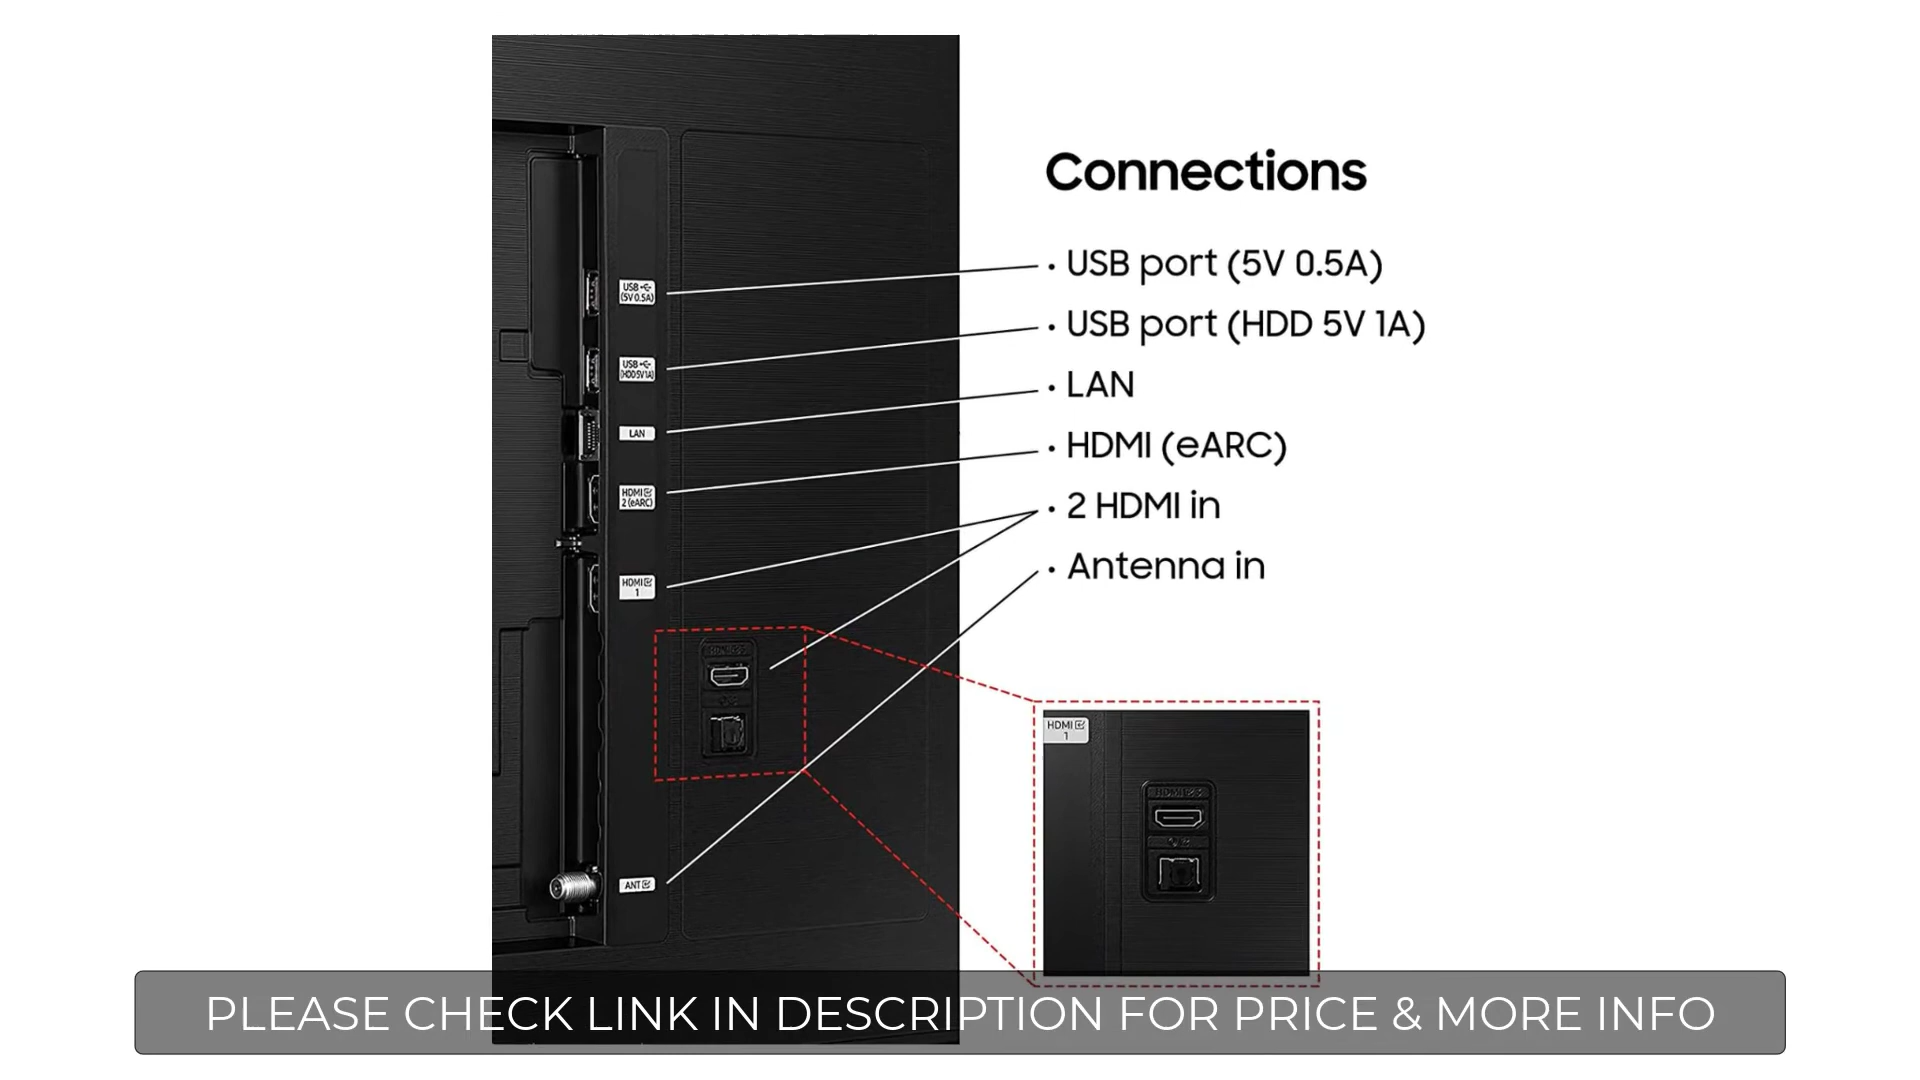 Connections
· USB port (5V 0.5A)
· USB port (HDD 5V 1A)
· LAN
· HDMI (eARC)
· 2 HDMI in
· Antenna in
USB
(5V 0.5A)
USB
(HDD 5V 1A)
LAN
HDMI
2 (eARC)
HDMI
1
ANT
HDMI
1
HDMI
PLEASE CHECK LINK IN DESCRIPTION FOR PRICE & MORE INFO